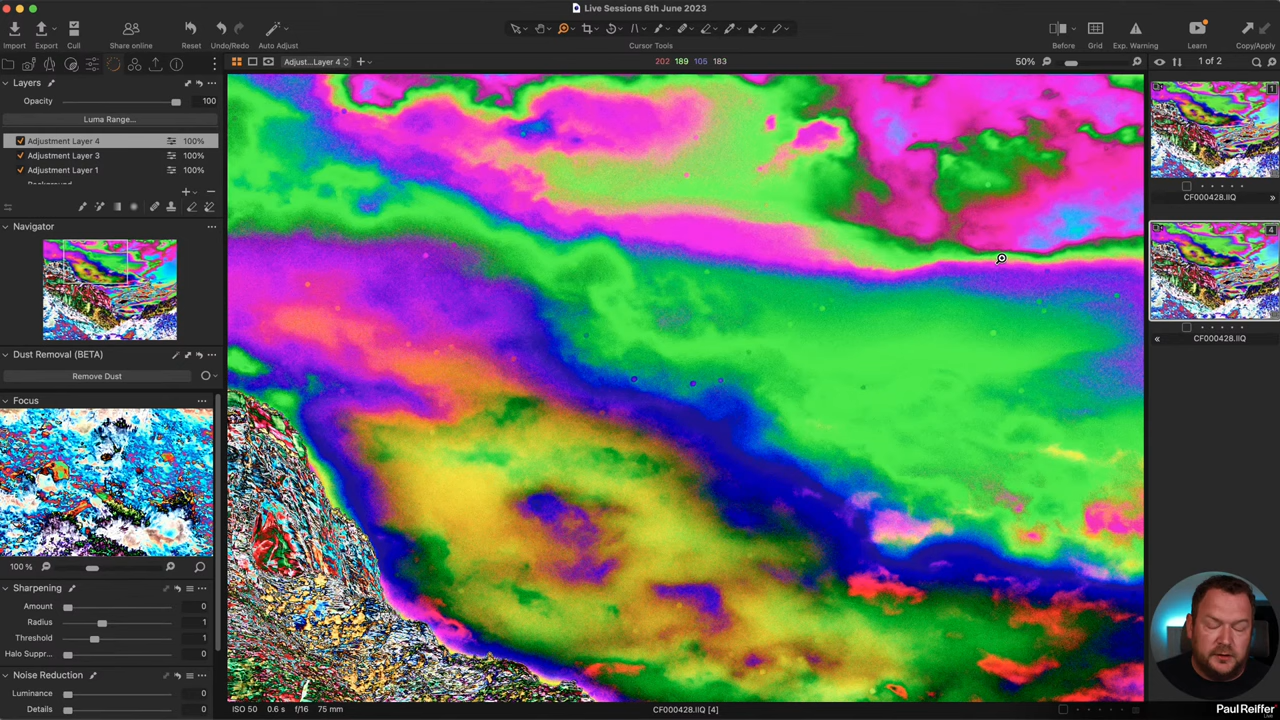 Live Sessions 6th June 2023
Import
Export
Cull
Share online
Reset
Undo/Redo
Auto Adjust
Cursor Tools
Before
Grid
Exp. Warning
Learn
Copy/Apply
Adjust...Layer 4
202 189 105 183
50%
1 of 2
Layers
Opacity 100
Luma Range...
Adjustment Layer 4 100%
Adjustment Layer 3 100%
Adjustment Layer 1 100%
Navigator
Dust Removal (BETA)
Remove Dust
Focus
100 %
Sharpening
Amount 0
Radius 1
Threshold 1
Halo Suppr... 0
Noise Reduction
Luminance 0
Details 0
ISO 50 0.6 s f/16 75 mm
CF000428.IIQ [4]
1
CF000428.IIQ
4
CF000428.IIQ
Paul Reiffer
Live